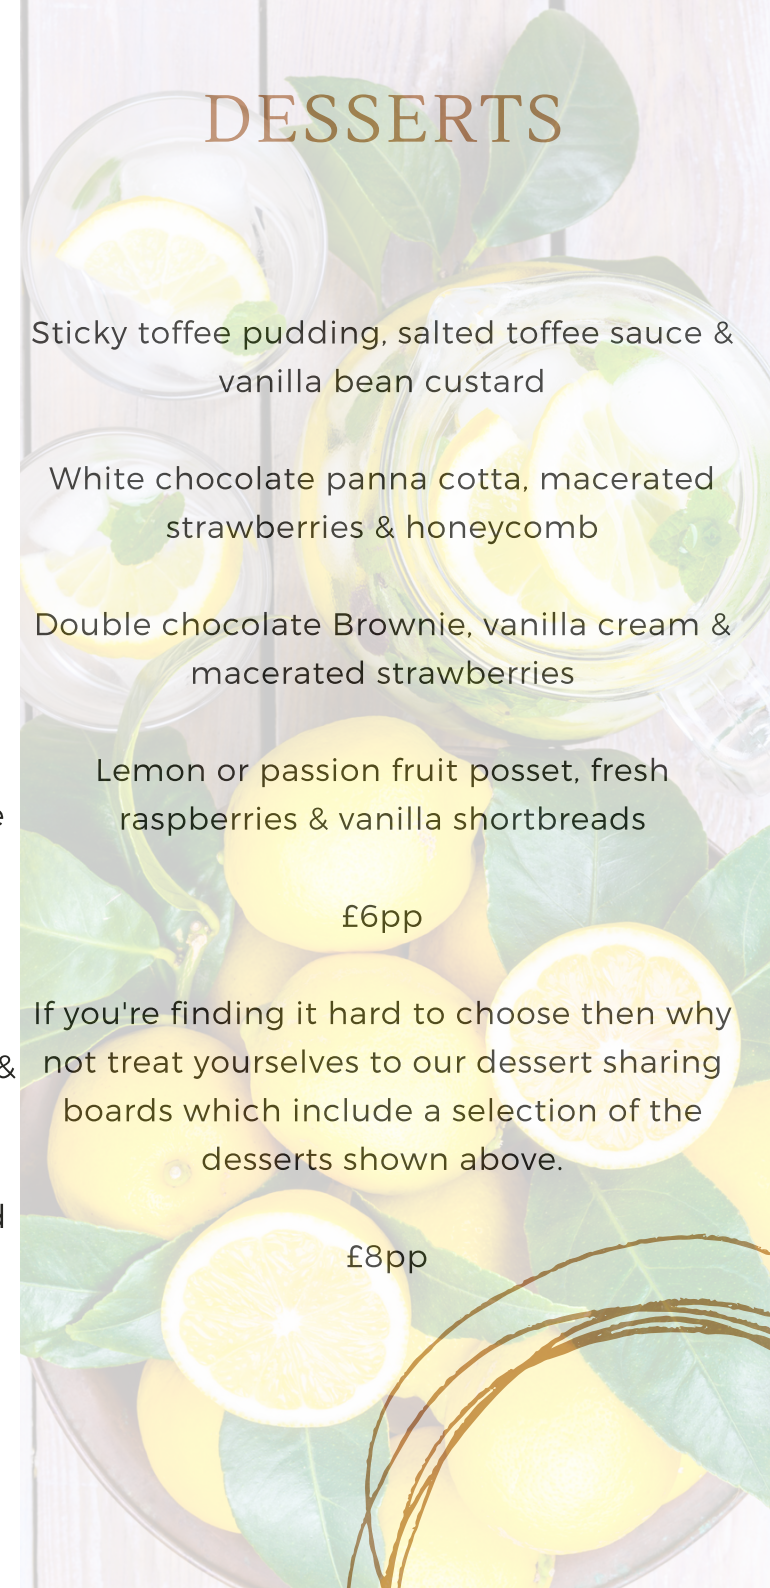 DESSERTS
Sticky toffee pudding, salted toffee sauce &
vanilla bean custard
White chocolate panna cotta, macerated
strawberries & honeycomb
Double chocolate Brownie, vanilla cream &
macerated strawberries
Lemon or passion fruit posset, fresh
raspberries & vanilla shortbreads
£6pp
If you're finding it hard to choose then why
not treat yourselves to our dessert sharing
boards which include a selection of the
desserts shown above.
£8pp
&